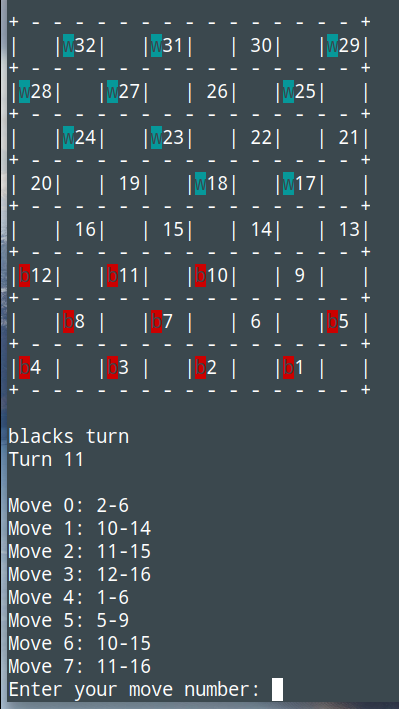 + - - - - - - - - - - - - - - - +
|   |w32|   |w31|   | 30|   |w29|
+ - - - - - - - - - - - - - - - +
|w28|   |w27|   | 26|   |w25|   |
+ - - - - - - - - - - - - - - - +
|   |w24|   |w23|   | 22|   | 21|
+ - - - - - - - - - - - - - - - +
| 20|   | 19|   |w18|   |w17|   |
+ - - - - - - - - - - - - - - - +
|   | 16|   | 15|   | 14|   | 13|
+ - - - - - - - - - - - - - - - +
|b12|   |b11|   |b10|   | 9 |   |
+ - - - - - - - - - - - - - - - +
|   |b8 |   |b7 |   | 6 |   |b5 |
+ - - - - - - - - - - - - - - - +
|b4 |   |b3 |   |b2 |   |b1 |   |
+ - - - - - - - - - - - - - - - +
blacks turn
Turn 11
Move 0: 2-6
Move 1: 10-14
Move 2: 11-15
Move 3: 12-16
Move 4: 1-6
Move 5: 5-9
Move 6: 10-15
Move 7: 11-16
Enter your move number: